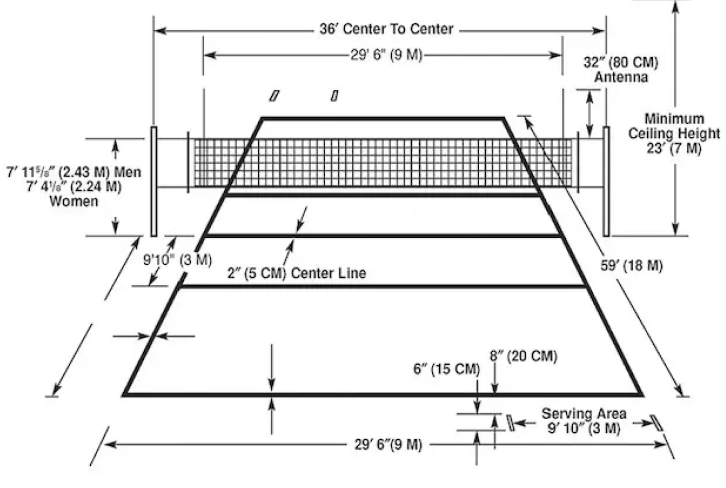 36′ Center To Center
29' 6" (9 M)
32″ (80 CM)
Antenna
Minimum
Ceiling Height
23′ (7 M)
7′ 11⁵/₈″ (2.43 M) Men
7′ 4¹/₈″ (2.24 M)
Women
9'10" (3 M)
2″ (5 CM) Center Line
59′ (18 M)
6″ (15 CM)
8″ (20 CM)
Serving Area
9′ 10″ (3 M)
29′ 6″(9 M)